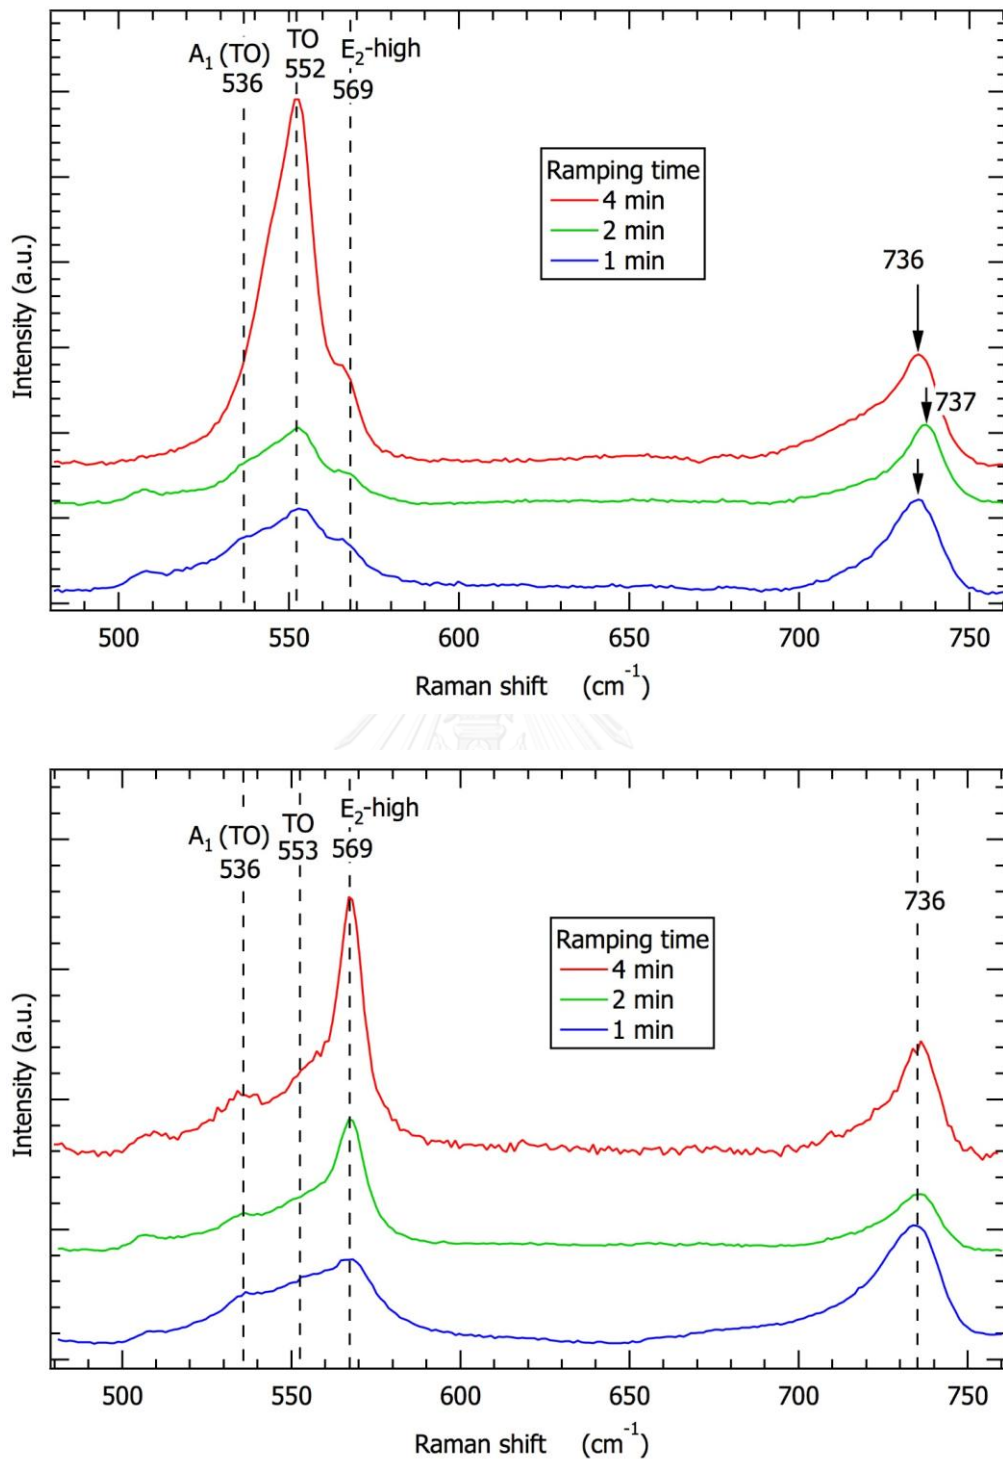 A₁ (TO)
536
TO
552
E₂-high
569
Ramping time
4 min
2 min
1 min
736
737
Intensity (a.u.)
500 550 600 650 700 750
Raman shift (cm⁻¹)
A₁ (TO)
536
TO
553
E₂-high
569
Ramping time
4 min
2 min
1 min
736
Intensity (a.u.)
500 550 600 650 700 750
Raman shift (cm⁻¹)